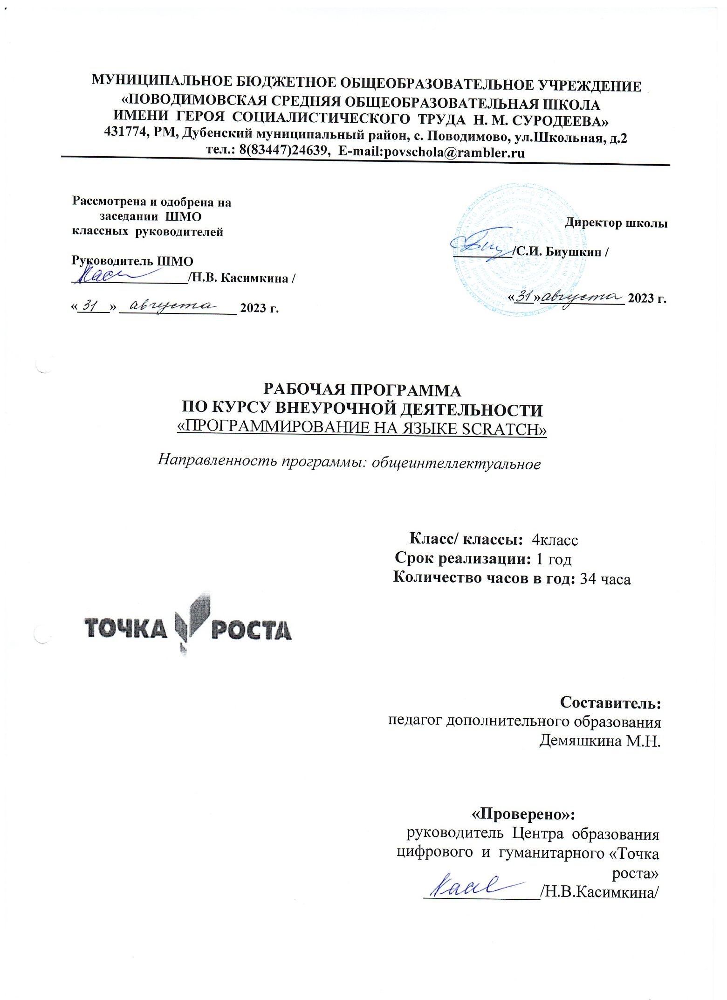 МУНИЦИПАЛЬНОЕ БЮДЖЕТНОЕ ОБЩЕОБРАЗОВАТЕЛЬНОЕ УЧРЕЖДЕНИЕ
«ПОВОДИМОВСКАЯ СРЕДНЯЯ ОБЩЕОБРАЗОВАТЕЛЬНАЯ ШКОЛА
ИМЕНИ ГЕРОЯ СОЦИАЛИСТИЧЕСКОГО ТРУДА Н. М. СУРОДЕЕВА»
431774, РМ, Дубенский муниципальный район, с. Поводимово, ул.Школьная, д.2
тел.: 8(83447)24639, E-mail:povschola@rambler.ru
Рассмотрена и одобрена на
заседании ШМО
классных руководителей
Руководитель ШМО
/Н.В. Касимкина /
«31» августа 2023 г.
Директор школы
/С.И. Биушкин /
«31» августа 2023 г.
РАБОЧАЯ ПРОГРАММА
ПО КУРСУ ВНЕУРОЧНОЙ ДЕЯТЕЛЬНОСТИ
«ПРОГРАММИРОВАНИЕ НА ЯЗЫКЕ SCRATCH»
Направленность программы: общеинтеллектуальное
Класс/ классы: 4класс
Срок реализации: 1 год
Количество часов в год: 34 часа
ТОЧКА РОСТА
Составитель:
педагог дополнительного образования
Демяшкина М.Н.
«Проверено»:
руководитель Центра образования
цифрового и гуманитарного «Точка
роста»
/Н.В.Касимкина/